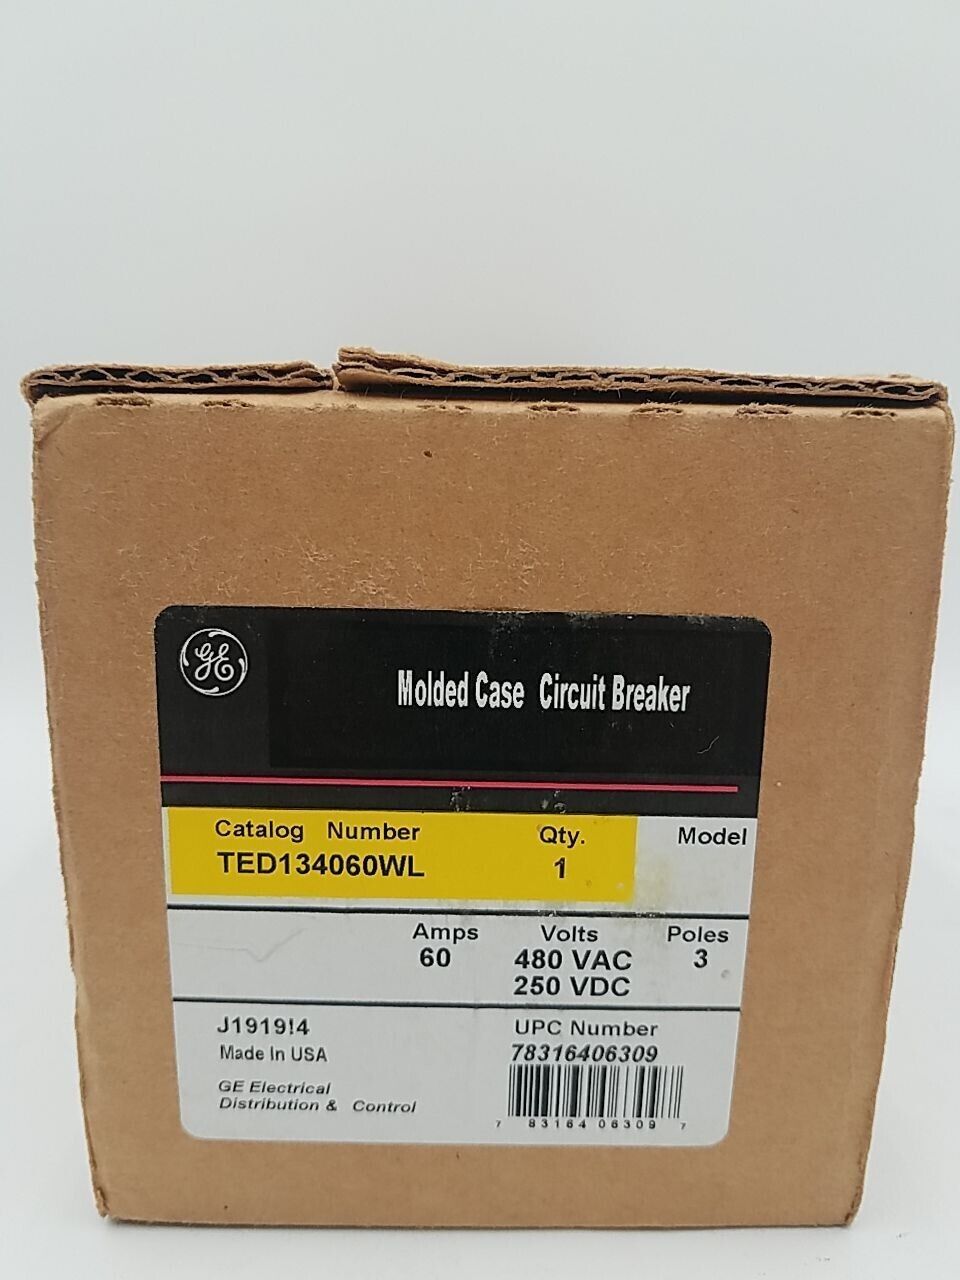 GE
Molded Case Circuit Breaker
Catalog Number Qty. Model
TED134060WL 1
Amps Volts Poles
60 480 VAC 3
250 VDC
J1919!4 UPC Number
Made In USA 78316406309
GE Electrical
Distribution & Control
7 83164 06309 7